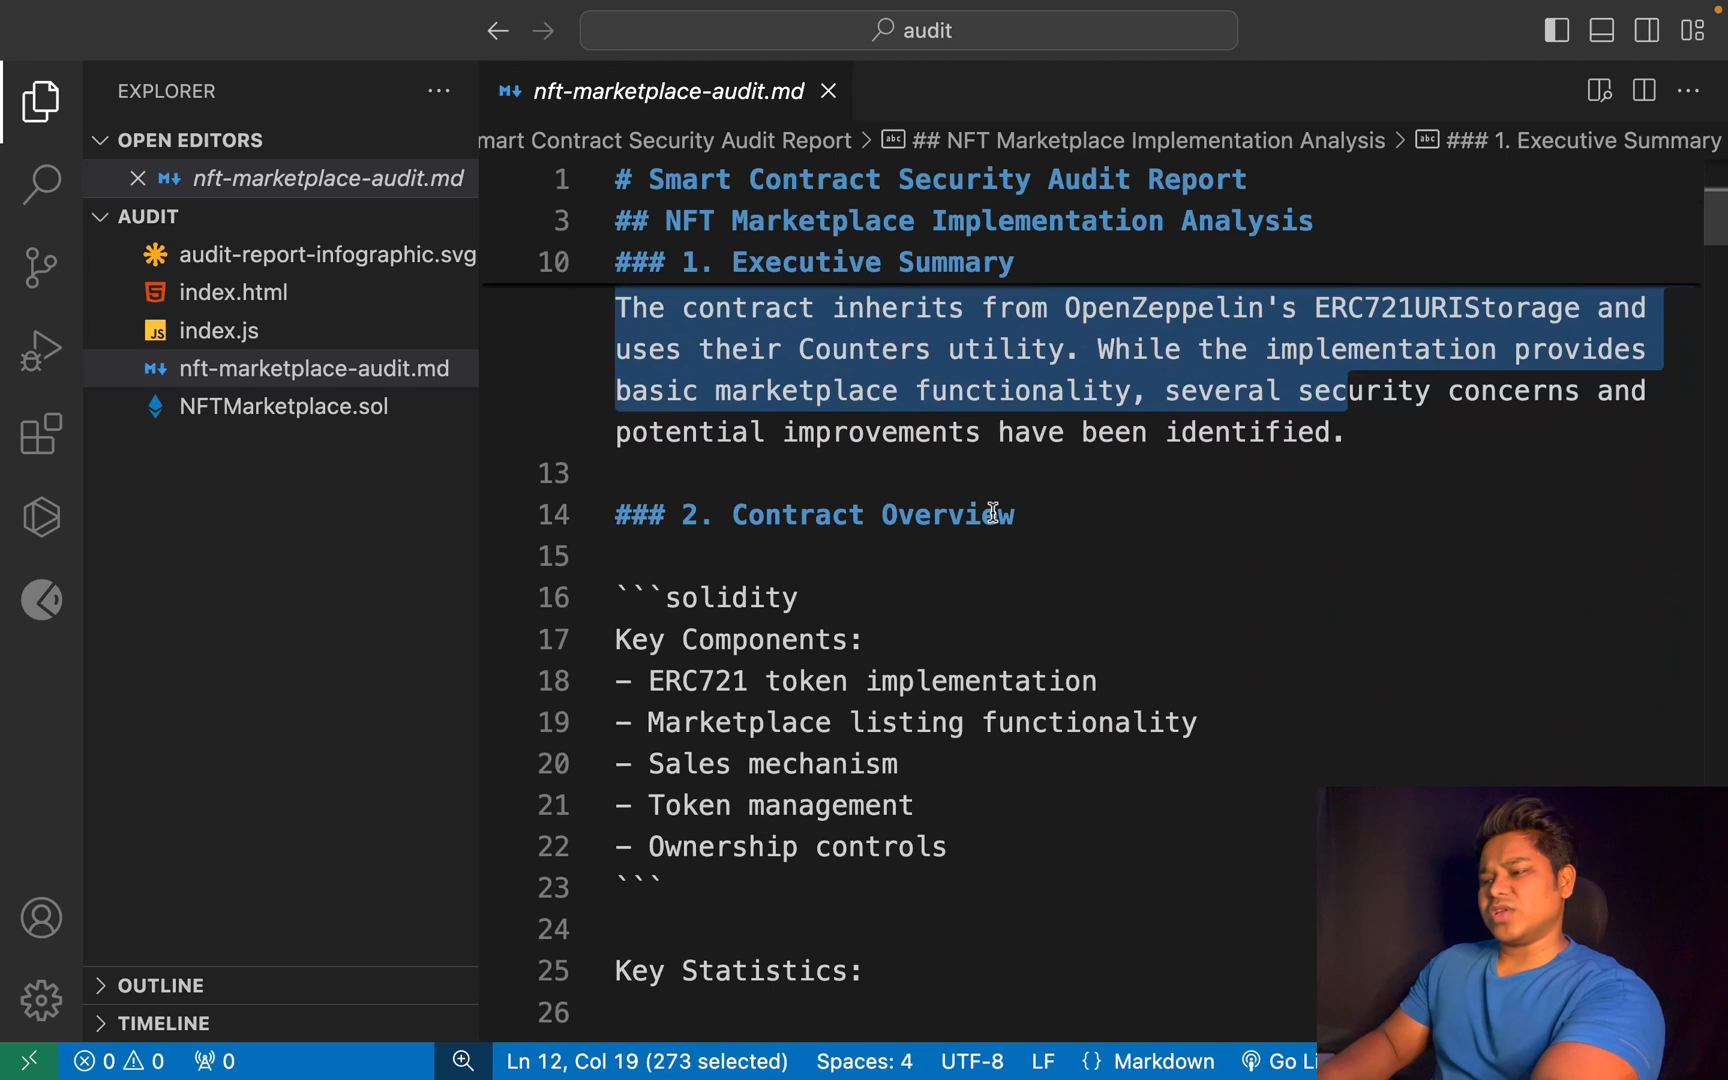 audit
EXPLORER
nft-marketplace-audit.md
OPEN EDITORS
mart Contract Security Audit Report > ## NFT Marketplace Implementation Analysis > ### 1. Executive Summary
nft-marketplace-audit.md
AUDIT
audit-report-infographic.svg
index.html
index.js
nft-marketplace-audit.md
NFTMarketplace.sol
OUTLINE
TIMELINE
1 # Smart Contract Security Audit Report
3 ## NFT Marketplace Implementation Analysis
10 ### 1. Executive Summary
The contract inherits from OpenZeppelin's ERC721URIStorage and
uses their Counters utility. While the implementation provides
basic marketplace functionality, several security concerns and
potential improvements have been identified.
13
14 ### 2. Contract Overview
15
16 ```solidity
17 Key Components:
18 - ERC721 token implementation
19 - Marketplace listing functionality
20 - Sales mechanism
21 - Token management
22 - Ownership controls
23 ```
24
25 Key Statistics:
26
0 0 0 Ln 12, Col 19 (273 selected) Spaces: 4 UTF-8 LF {} Markdown Go Li